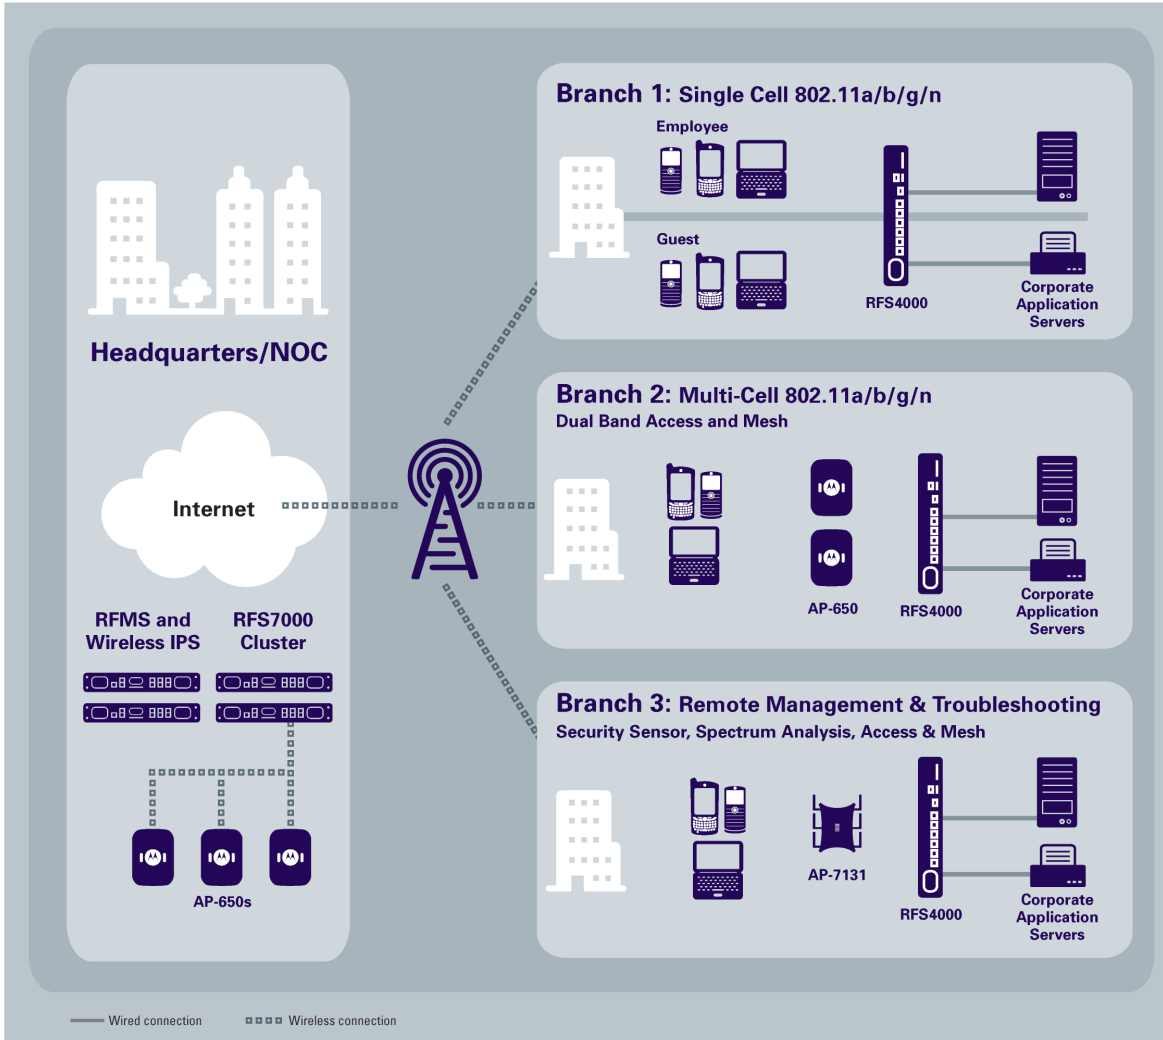 Headquarters/NOC
Internet
RFMS and
Wireless IPS
RFS7000
Cluster
AP-650s
Branch 1: Single Cell 802.11a/b/g/n
Employee
Guest
RFS4000
Corporate
Application
Servers
Branch 2: Multi-Cell 802.11a/b/g/n
Dual Band Access and Mesh
AP-650
RFS4000
Corporate
Application
Servers
Branch 3: Remote Management & Troubleshooting
Security Sensor, Spectrum Analysis, Access & Mesh
AP-7131
RFS4000
Corporate
Application
Servers
Wired connection
Wireless connection